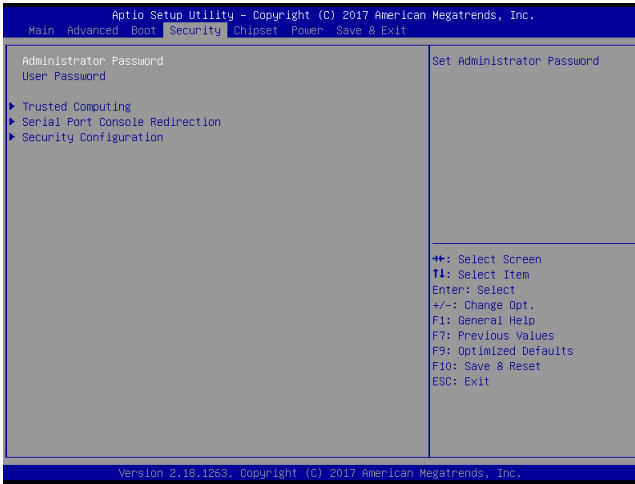 Aptio Setup Utility – Copyright (C) 2017 American Megatrends, Inc.
Main Advanced Boot Security Chipset Power Save & Exit
Administrator Password
User Password
Trusted Computing
Serial Port Console Redirection
Security Configuration
Set Administrator Password
→←: Select Screen
↑↓: Select Item
Enter: Select
+/-: Change Opt.
F1: General Help
F7: Previous Values
F9: Optimized Defaults
F10: Save & Reset
ESC: Exit
Version 2.18.1263. Copyright (C) 2017 American Megatrends, Inc.